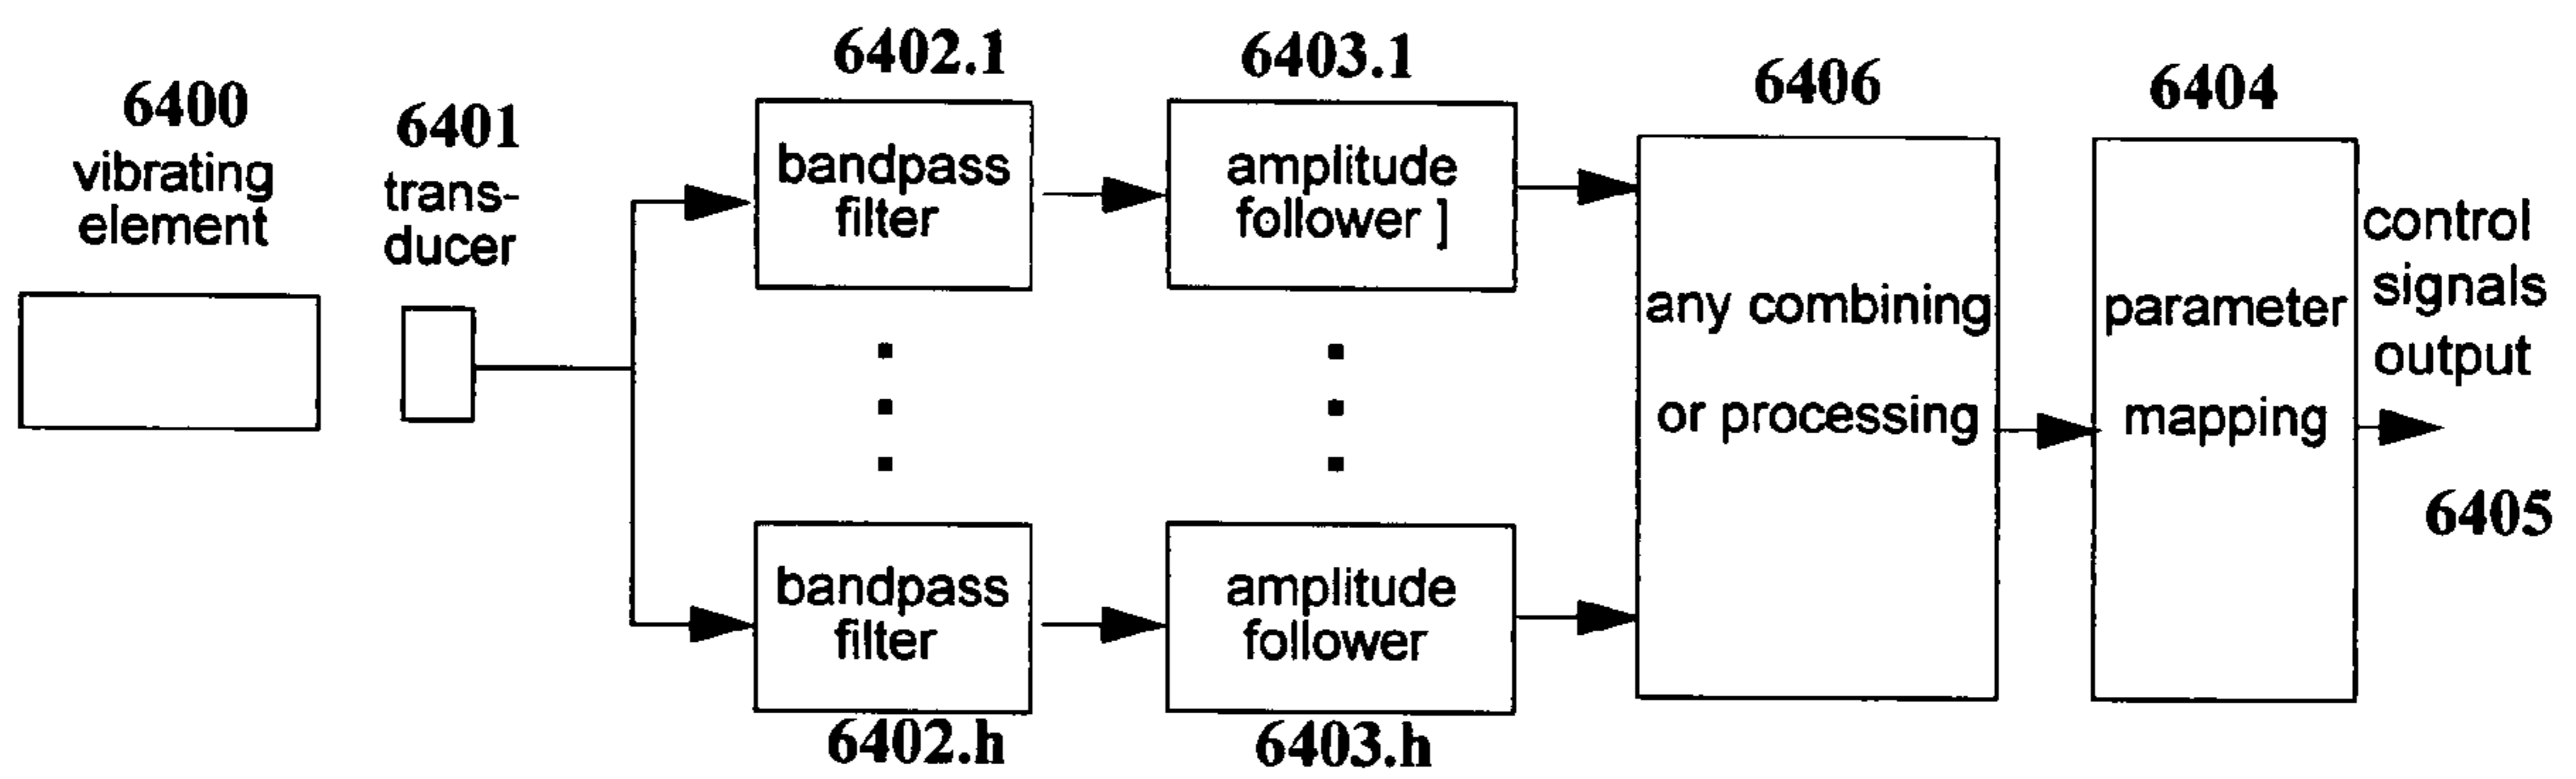 6400
vibrating
element
6401
trans-
ducer
6402.1
bandpass
filter
6403.1
amplitude
follower ]
6402.h
bandpass
filter
6403.h
amplitude
follower
6406
any combining
or processing
6404
parameter
mapping
control
signals
output
6405